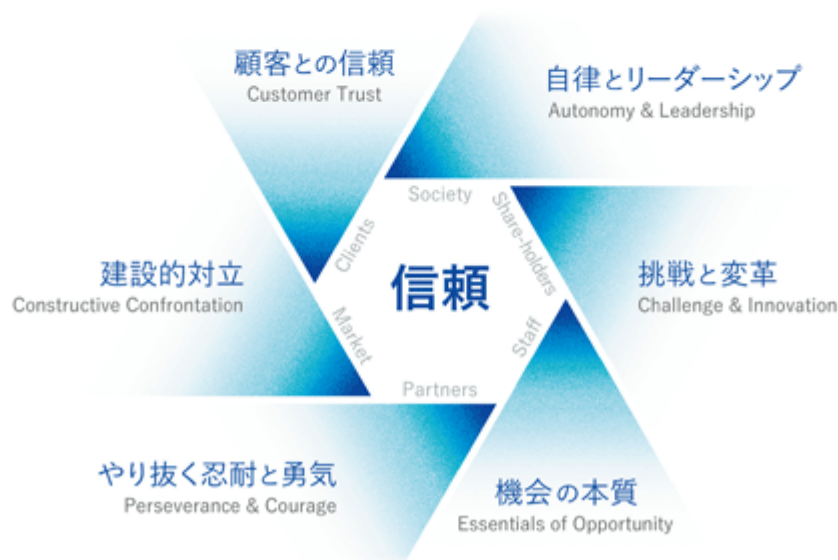 顧客との信頼
Customer Trust
自律とリーダーシップ
Autonomy & Leadership
Society
Share-holders
Clients
信頼
建設的対立
Constructive Confrontation
挑戦と変革
Challenge & Innovation
Market
Staff
Partners
やり抜く忍耐と勇気
Perseverance & Courage
機会の本質
Essentials of Opportunity